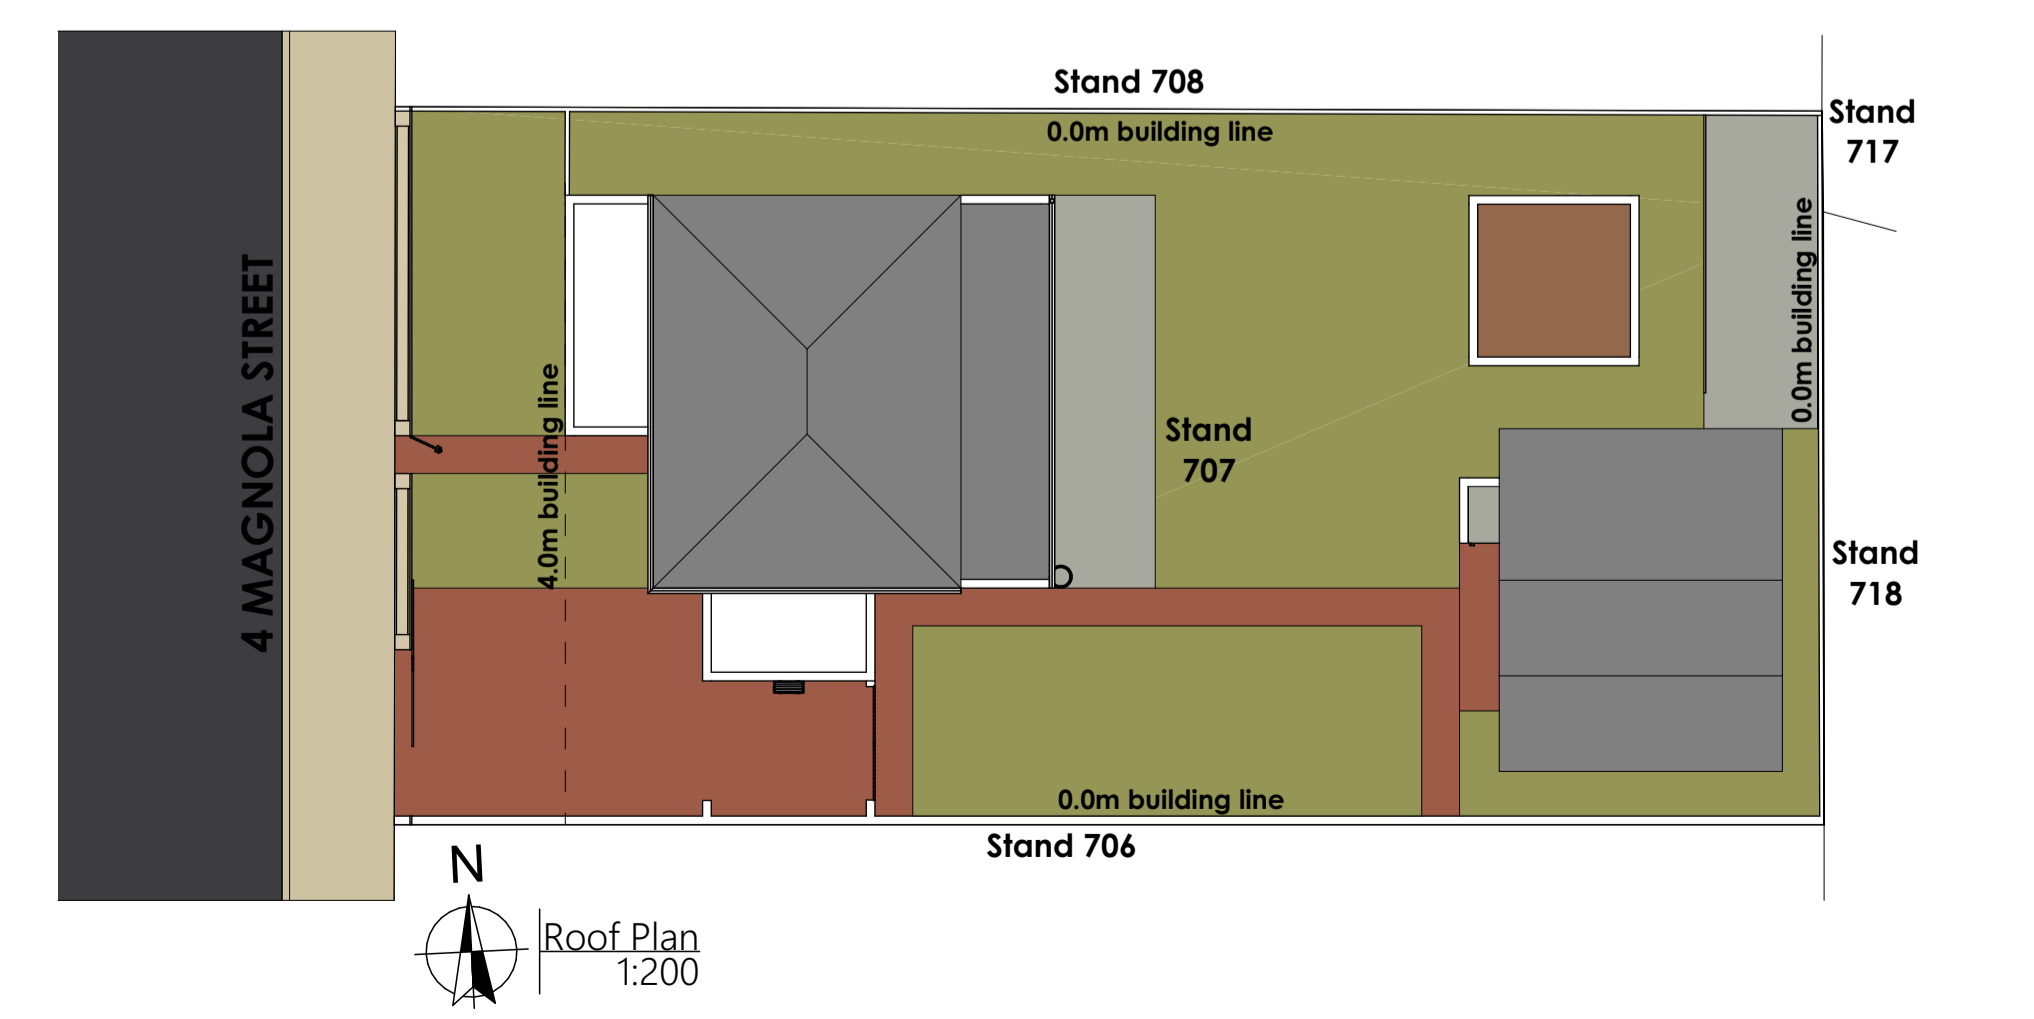 Stand 708
0.0m building line
Stand
717
0.0m building line
4 MAGNOLA STREET
4.0m building line
Stand
707
Stand
718
0.0m building line
Stand 706
N
Roof Plan
1:200